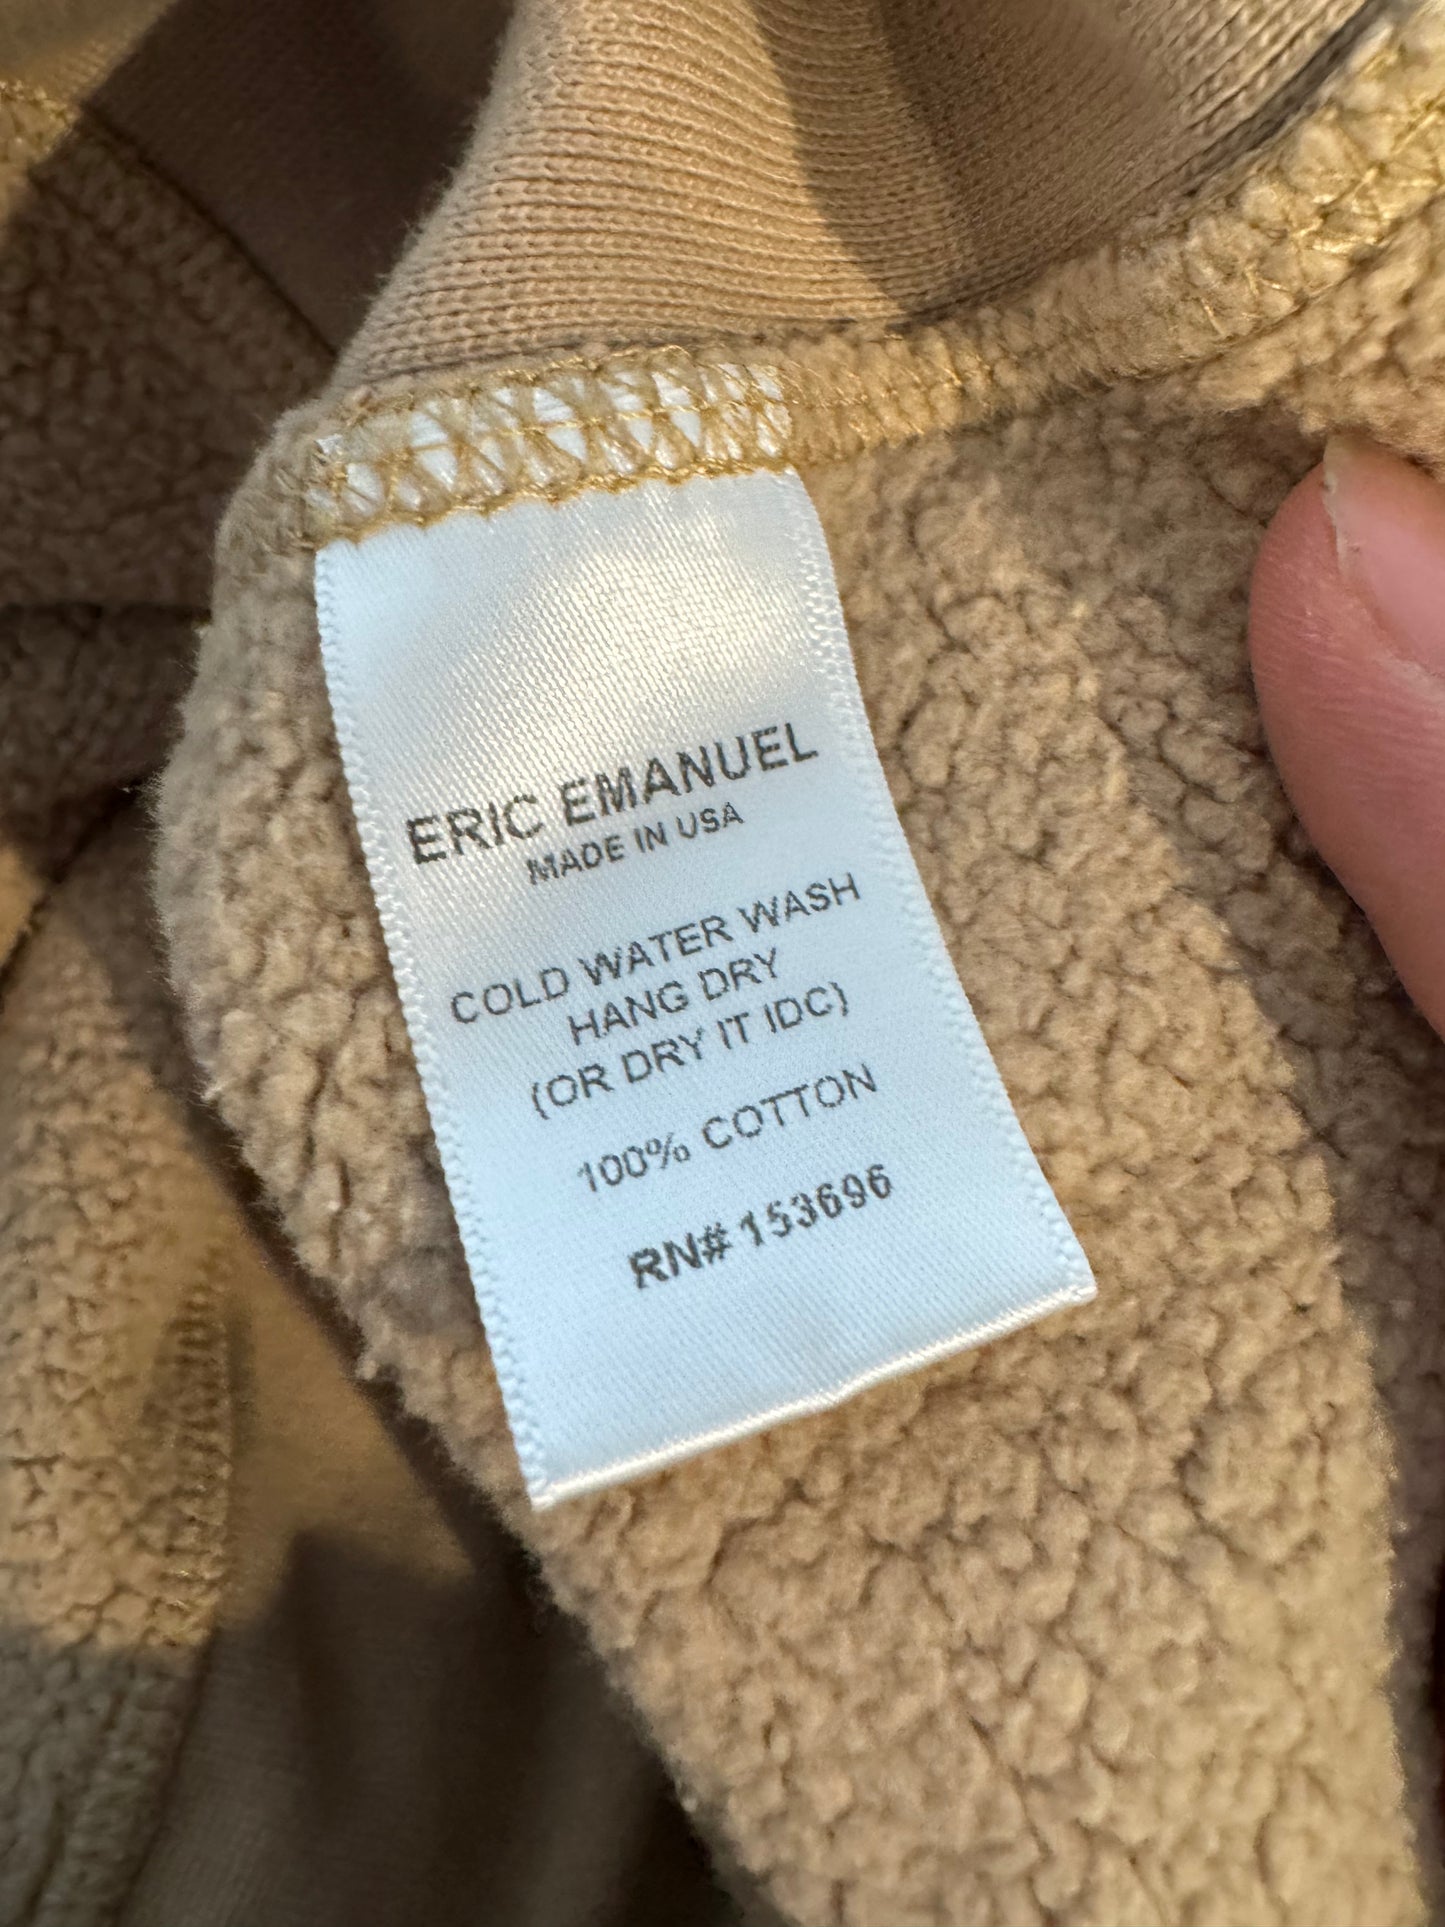 ERIC EMANUEL
MADE IN USA
COLD WATER WASH
HANG DRY
(OR DRY IT IDC)
100% COTTON
RN# 153696